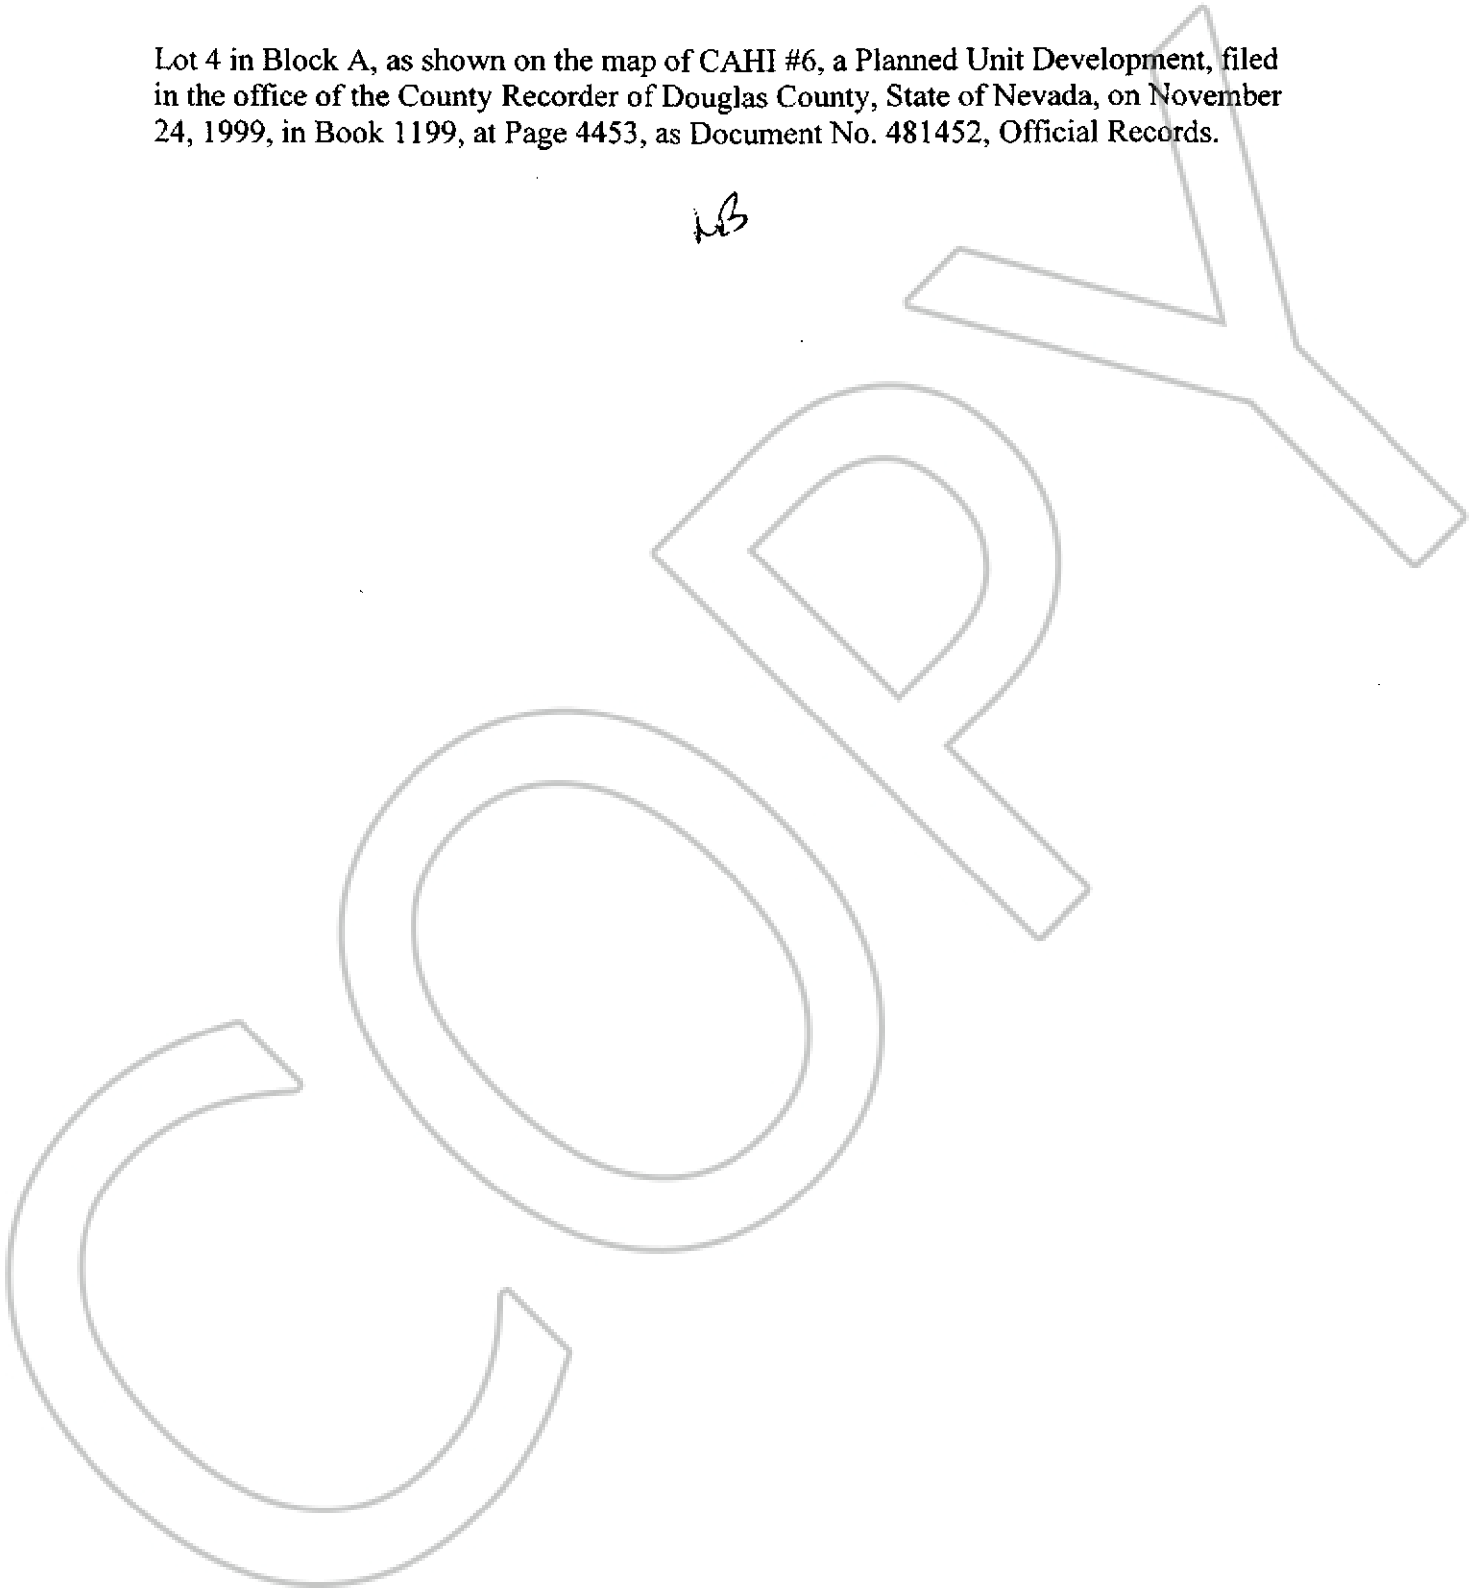 Lot 4 in Block A, as shown on the map of CAHI #6, a Planned Unit Development, filed
in the office of the County Recorder of Douglas County, State of Nevada, on November
24, 1999, in Book 1199, at Page 4453, as Document No. 481452, Official Records.
COPY